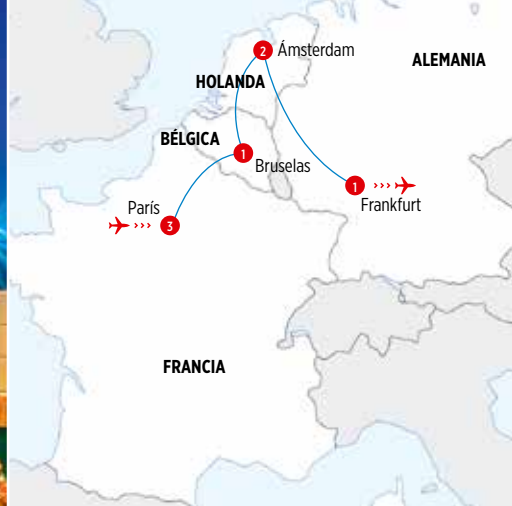 2 Ámsterdam
ALEMANIA
HOLANDA
BÉLGICA
1
Bruselas
1
Frankfurt
París
3
FRANCIA